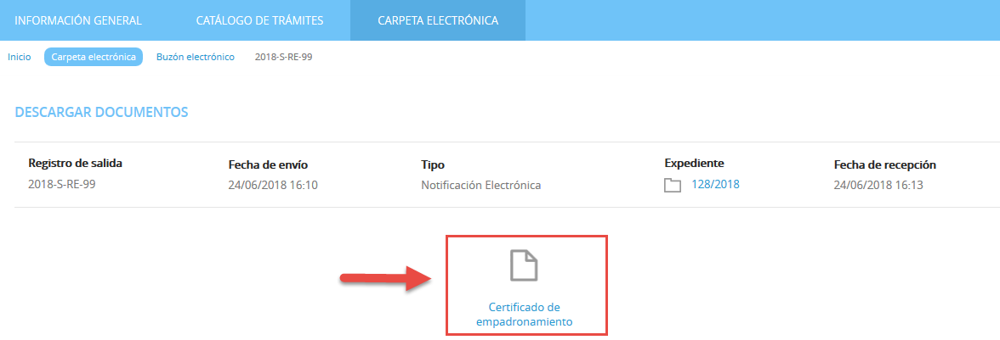 INFORMACIÓN GENERAL CATÁLOGO DE TRÁMITES CARPETA ELECTRÓNICA
Inicio Carpeta electrónica Buzón electrónico 2018-S-RE-99
DESCARGAR DOCUMENTOS
Registro de salida Fecha de envío Tipo Expediente Fecha de recepción
2018-S-RE-99 24/06/2018 16:10 Notificación Electrónica 128/2018 24/06/2018 16:13
Certificado de
empadronamiento